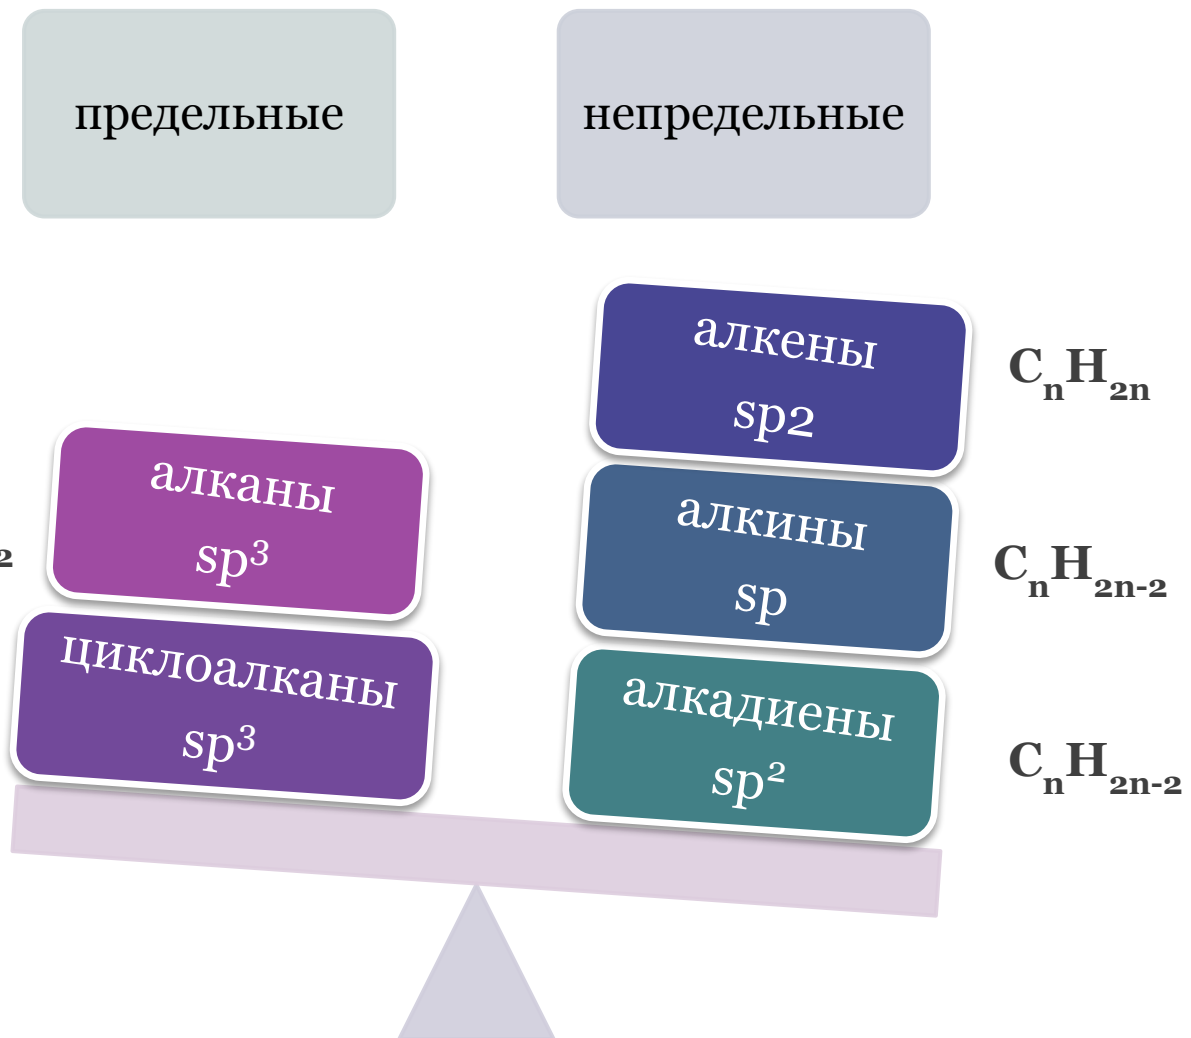 предельные
непредельные
алканы
sp³
циклоалканы
sp³
алкены
sp2
алкины
sp
алкадиены
sp²
CₙH₂ₙ
CₙH₂ₙ₋₂
CₙH₂ₙ₋₂